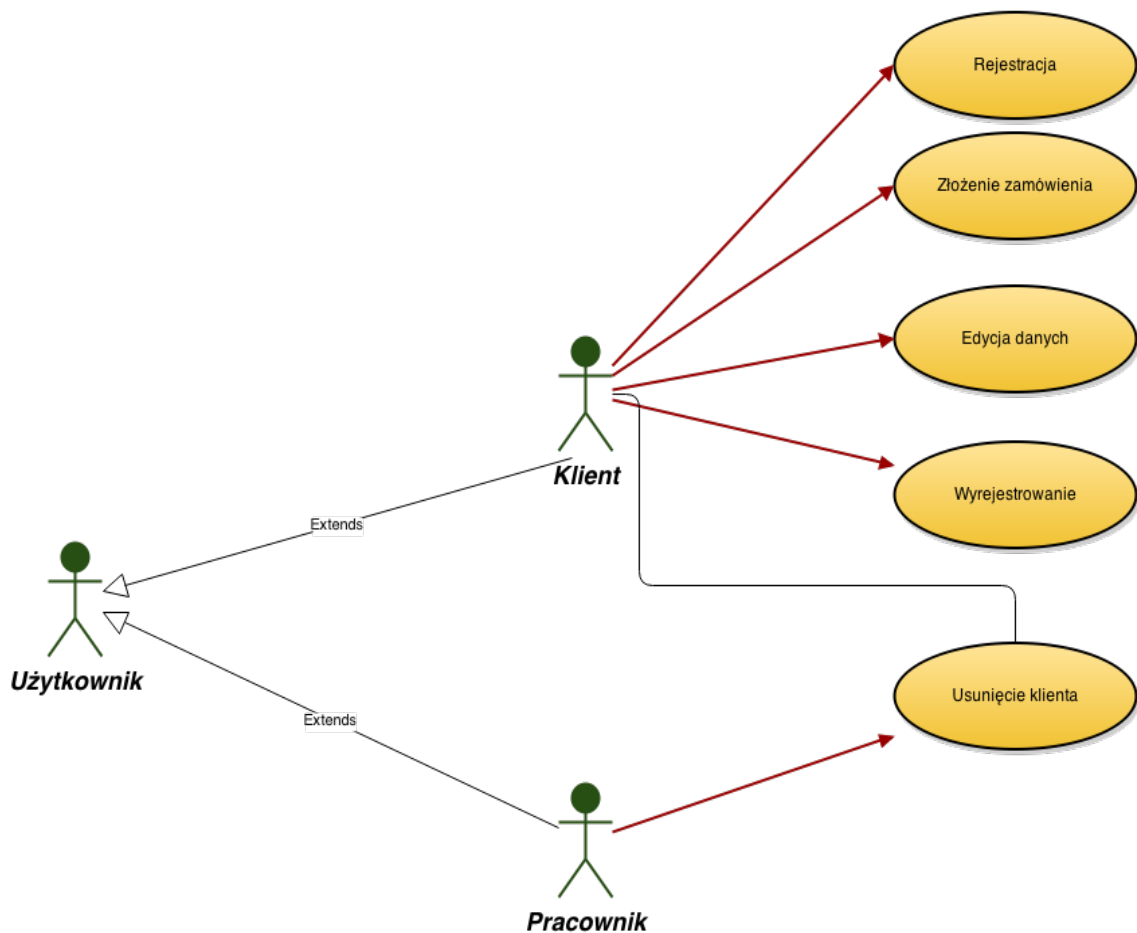 Rejestracja
Złożenie zamówienia
Edycja danych
Klient
Wyrejestrowanie
Extends
Użytkownik
Usunięcie klienta
Extends
Pracownik